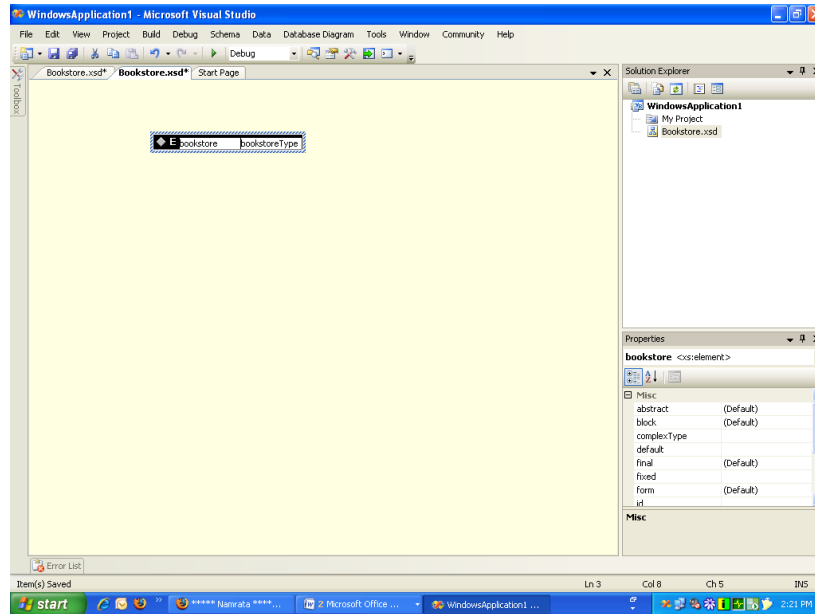 WindowsApplication1 - Microsoft Visual Studio
File Edit View Project Build Debug Schema Data Database Diagram Tools Window Community Help
Debug
Toolbox
Bookstore.xsd* Bookstore.xsd* Start Page
E bookstore bookstoreType
Solution Explorer
WindowsApplication1
My Project
Bookstore.xsd
Properties
bookstore <xs:element>
Misc
abstract (Default)
block (Default)
complexType
default
final (Default)
fixed
form (Default)
id
Misc
Error List
Item(s) Saved Ln 3 Col 8 Ch 5 INS
start ***** Namrata ****... 2 Microsoft Office ... WindowsApplication1 ... 2:21 PM